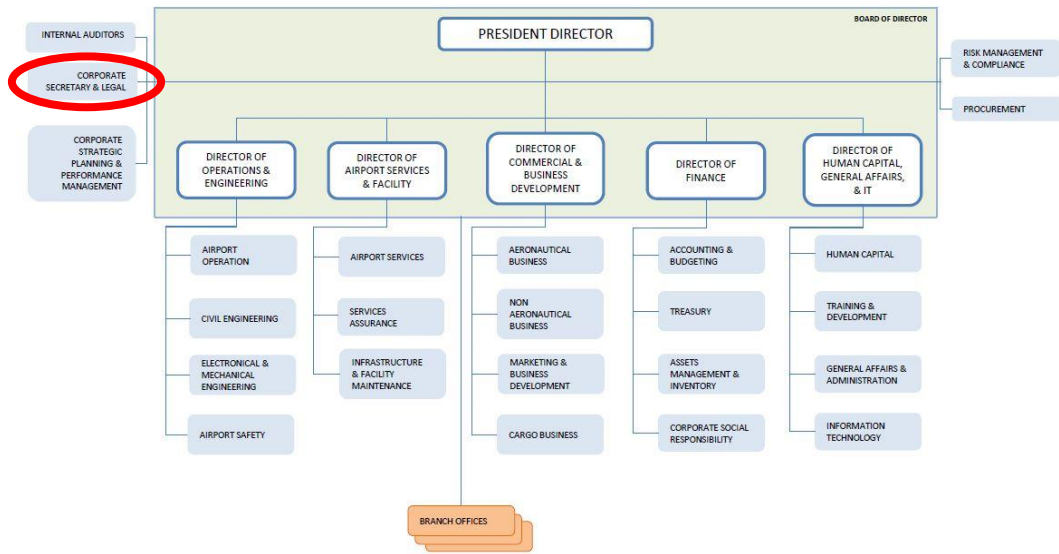 BOARD OF DIRECTOR
PRESIDENT DIRECTOR
INTERNAL AUDITORS
CORPORATE
SECRETARY & LEGAL
CORPORATE
STRATEGIC
PLANNING &
PERFORMANCE
MANAGEMENT
RISK MANAGEMENT
& COMPLIANCE
PROCUREMENT
DIRECTOR OF
OPERATIONS &
ENGINEERING
DIRECTOR OF
AIRPORT SERVICES
& FACILITY
DIRECTOR OF
COMMERCIAL &
BUSINESS
DEVELOPMENT
DIRECTOR OF
FINANCE
DIRECTOR OF
HUMAN CAPITAL,
GENERAL AFFAIRS,
& IT
AIRPORT
OPERATION
CIVIL ENGINEERING
ELECTRONICAL &
MECHANICAL
ENGINEERING
AIRPORT SAFETY
AIRPORT SERVICES
SERVICES
ASSURANCE
INFRASTRUCTURE
& FACILITY
MAINTENANCE
AERONAUTICAL
BUSINESS
NON
AERONAUTICAL
BUSINESS
MARKETING &
BUSINESS
DEVELOPMENT
CARGO BUSINESS
ACCOUNTING &
BUDGETING
TREASURY
ASSETS
MANAGEMENT &
INVENTORY
CORPORATE SOCIAL
RESPONSIBILITY
HUMAN CAPITAL
TRAINING &
DEVELOPMENT
GENERAL AFFAIRS &
ADMINISTRATION
INFORMATION
TECHNOLOGY
BRANCH OFFICES